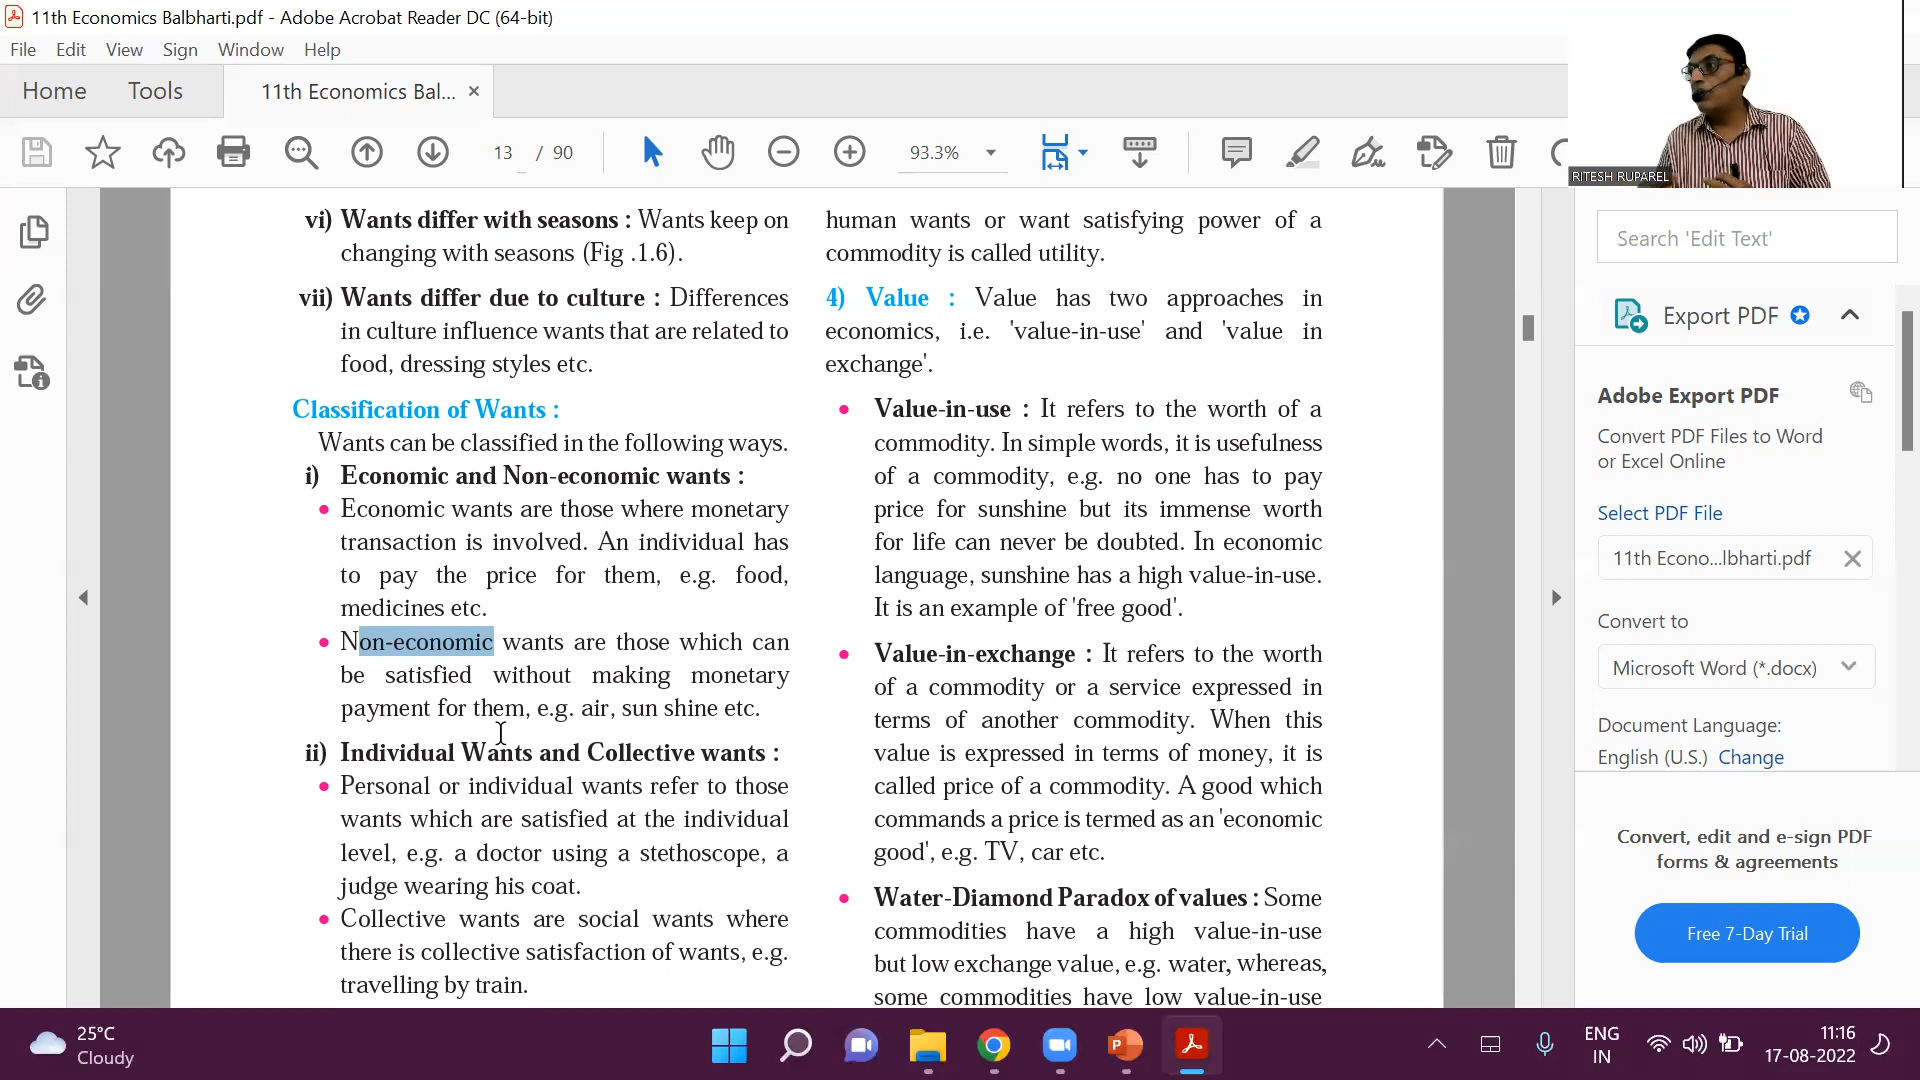 11th Economics Balbharti.pdf - Adobe Acrobat Reader DC (64-bit)
File Edit View Sign Window Help
Home Tools 11th Economics Bal... ×
13 / 90 93.3%
RITESH RUPAREL
vi) Wants differ with seasons : Wants keep on
changing with seasons (Fig .1.6).
vii) Wants differ due to culture : Differences
in culture influence wants that are related to
food, dressing styles etc.
Classification of Wants :
Wants can be classified in the following ways.
i) Economic and Non-economic wants :
• Economic wants are those where monetary
transaction is involved. An individual has
to pay the price for them, e.g. food,
medicines etc.
• Non-economic wants are those which can
be satisfied without making monetary
payment for them, e.g. air, sun shine etc.
ii) Individual Wants and Collective wants :
• Personal or individual wants refer to those
wants which are satisfied at the individual
level, e.g. a doctor using a stethoscope, a
judge wearing his coat.
• Collective wants are social wants where
there is collective satisfaction of wants, e.g.
travelling by train.
human wants or want satisfying power of a
commodity is called utility.
4) Value : Value has two approaches in
economics, i.e. 'value-in-use' and 'value in
exchange'.
• Value-in-use : It refers to the worth of a
commodity. In simple words, it is usefulness
of a commodity, e.g. no one has to pay
price for sunshine but its immense worth
for life can never be doubted. In economic
language, sunshine has a high value-in-use.
It is an example of 'free good'.
• Value-in-exchange : It refers to the worth
of a commodity or a service expressed in
terms of another commodity. When this
value is expressed in terms of money, it is
called price of a commodity. A good which
commands a price is termed as an 'economic
good', e.g. TV, car etc.
• Water-Diamond Paradox of values : Some
commodities have a high value-in-use
but low exchange value, e.g. water, whereas,
some commodities have low value-in-use
Search 'Edit Text'
Export PDF
Adobe Export PDF
Convert PDF Files to Word
or Excel Online
Select PDF File
11th Econo...lbharti.pdf
Convert to
Microsoft Word (*.docx)
Document Language:
English (U.S.) Change
Convert, edit and e-sign PDF
forms & agreements
Free 7-Day Trial
25°C
Cloudy
ENG
IN
11:16
17-08-2022